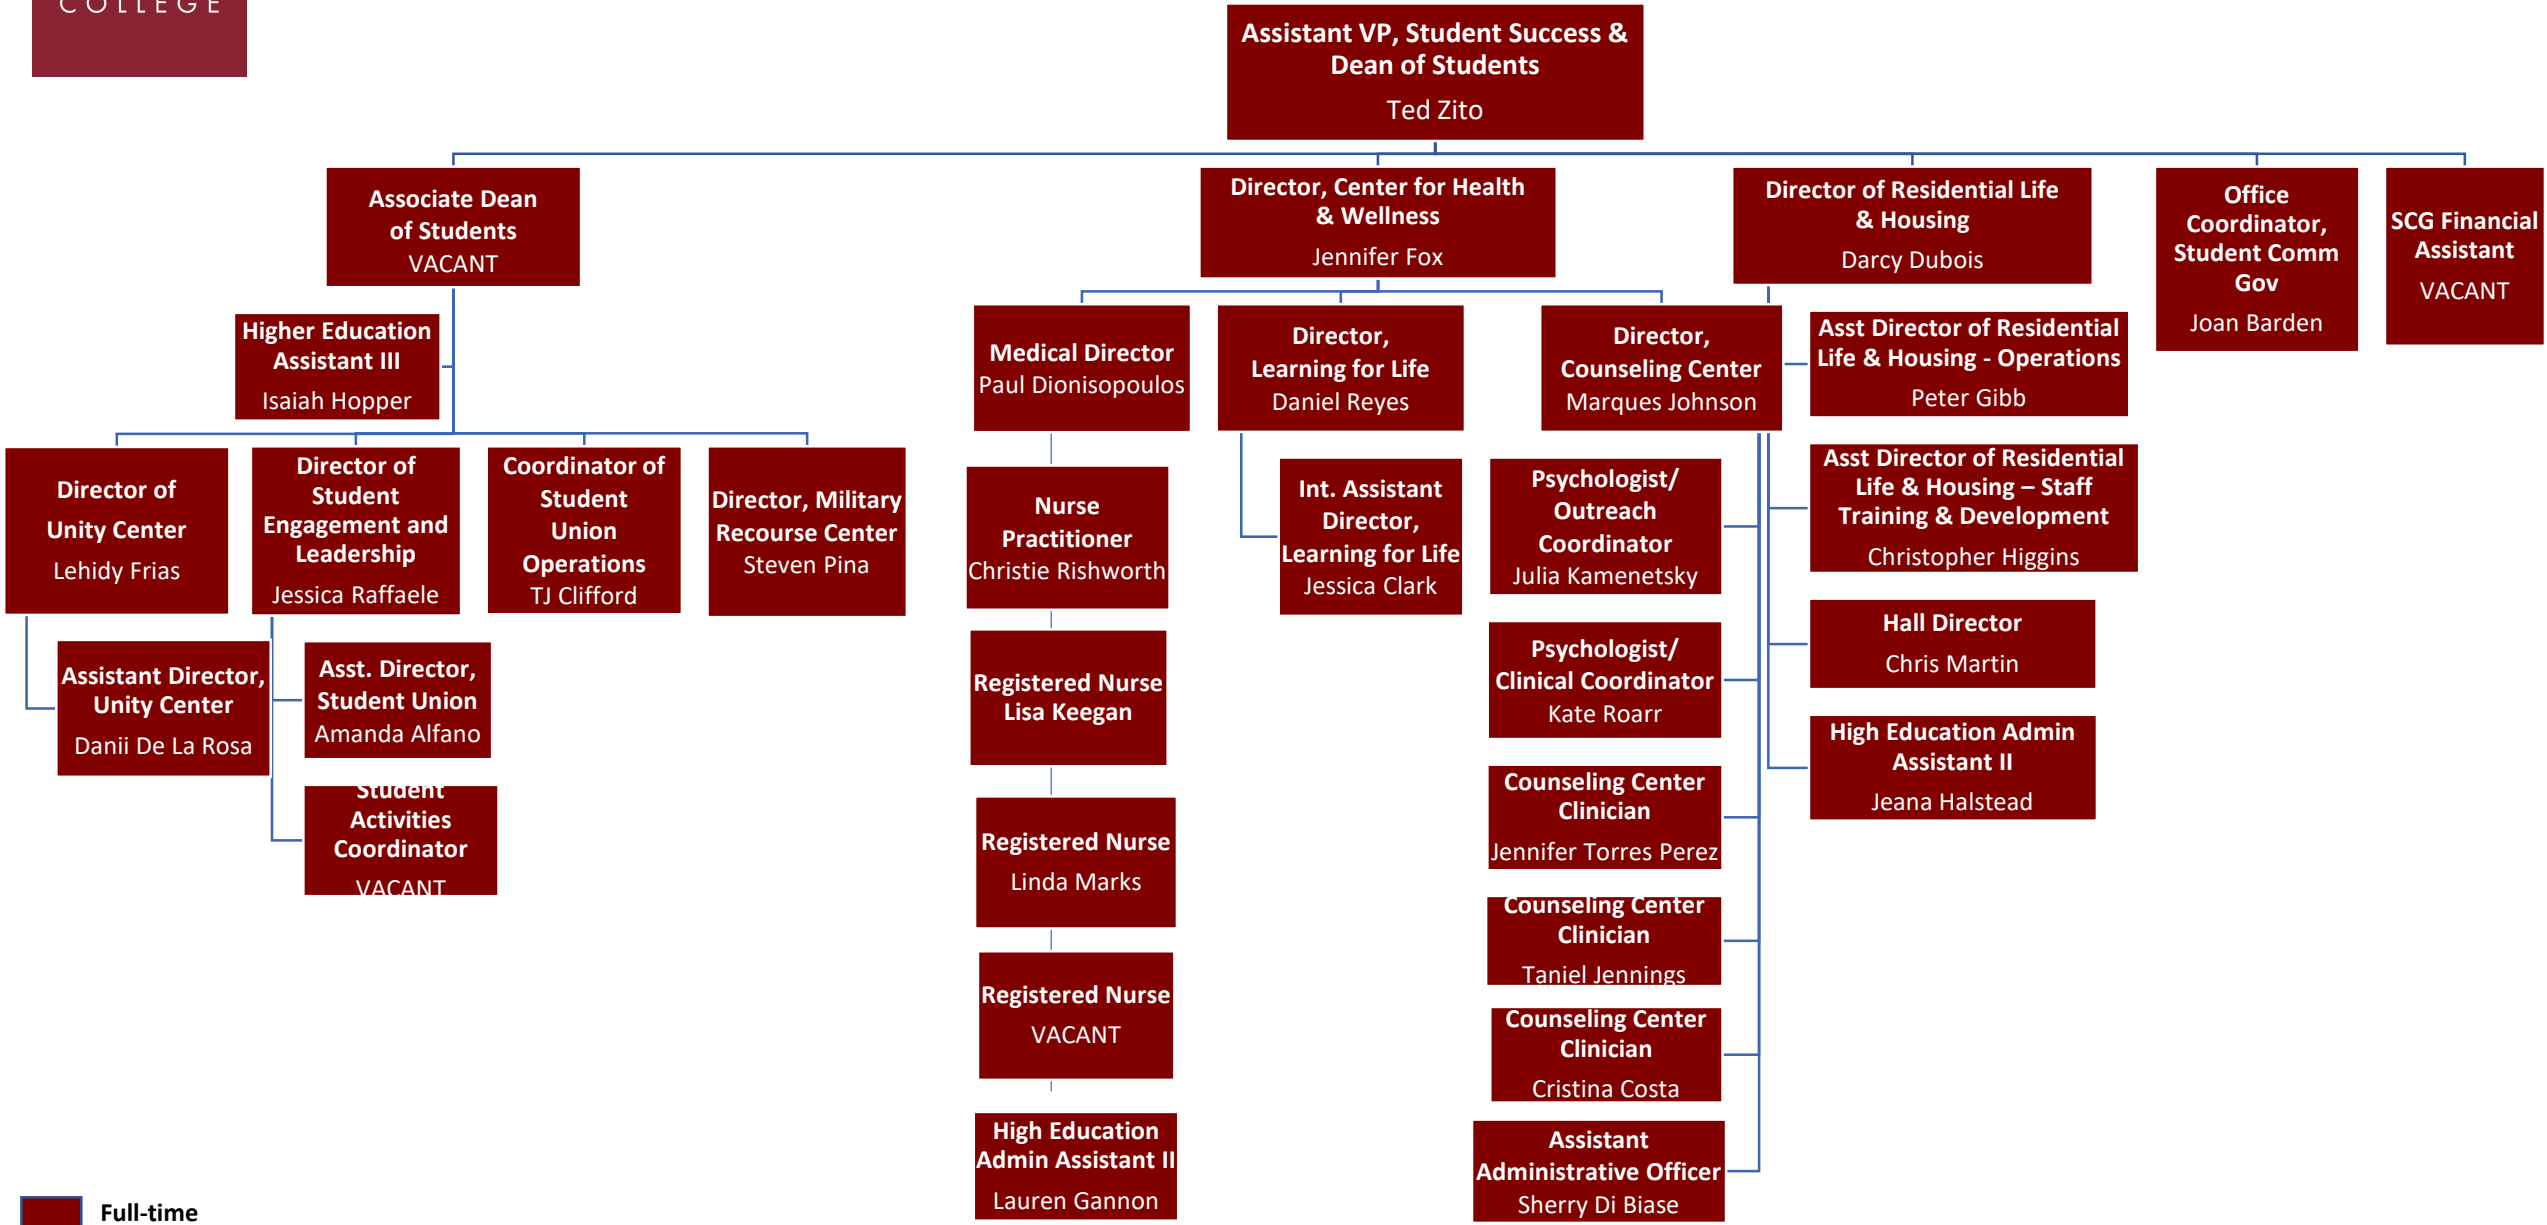 COLLEGE
Assistant VP, Student Success &
Dean of Students
Ted Zito
Associate Dean
of Students
VACANT
Director, Center for Health
& Wellness
Jennifer Fox
Director of Residential Life
& Housing
Darcy Dubois
Office
Coordinator,
Student Comm
Gov
Joan Barden
SCG Financial
Assistant
VACANT
Higher Education
Assistant III
Isaiah Hopper
Director of
Unity Center
Lehidy Frias
Director of
Student
Engagement and
Leadership
Jessica Raffaele
Coordinator of
Student
Union
Operations
TJ Clifford
Director, Military
Recourse Center
Steven Pina
Assistant Director,
Unity Center
Danii De La Rosa
Asst. Director,
Student Union
Amanda Alfano
Student
Activities
Coordinator
VACANT
Medical Director
Paul Dionisopoulos
Nurse
Practitioner
Christie Rishworth
Registered Nurse
Lisa Keegan
Registered Nurse
Linda Marks
Registered Nurse
VACANT
High Education
Admin Assistant II
Lauren Gannon
Director,
Learning for Life
Daniel Reyes
Int. Assistant
Director,
Learning for Life
Jessica Clark
Director,
Counseling Center
Marques Johnson
Psychologist/
Outreach
Coordinator
Julia Kamenetsky
Psychologist/
Clinical Coordinator
Kate Roarr
Counseling Center
Clinician
Jennifer Torres Perez
Counseling Center
Clinician
Taniel Jennings
Counseling Center
Clinician
Cristina Costa
Assistant
Administrative Officer
Sherry Di Biase
Asst Director of Residential
Life & Housing - Operations
Peter Gibb
Asst Director of Residential
Life & Housing – Staff
Training & Development
Christopher Higgins
Hall Director
Chris Martin
High Education Admin
Assistant II
Jeana Halstead
Full-time